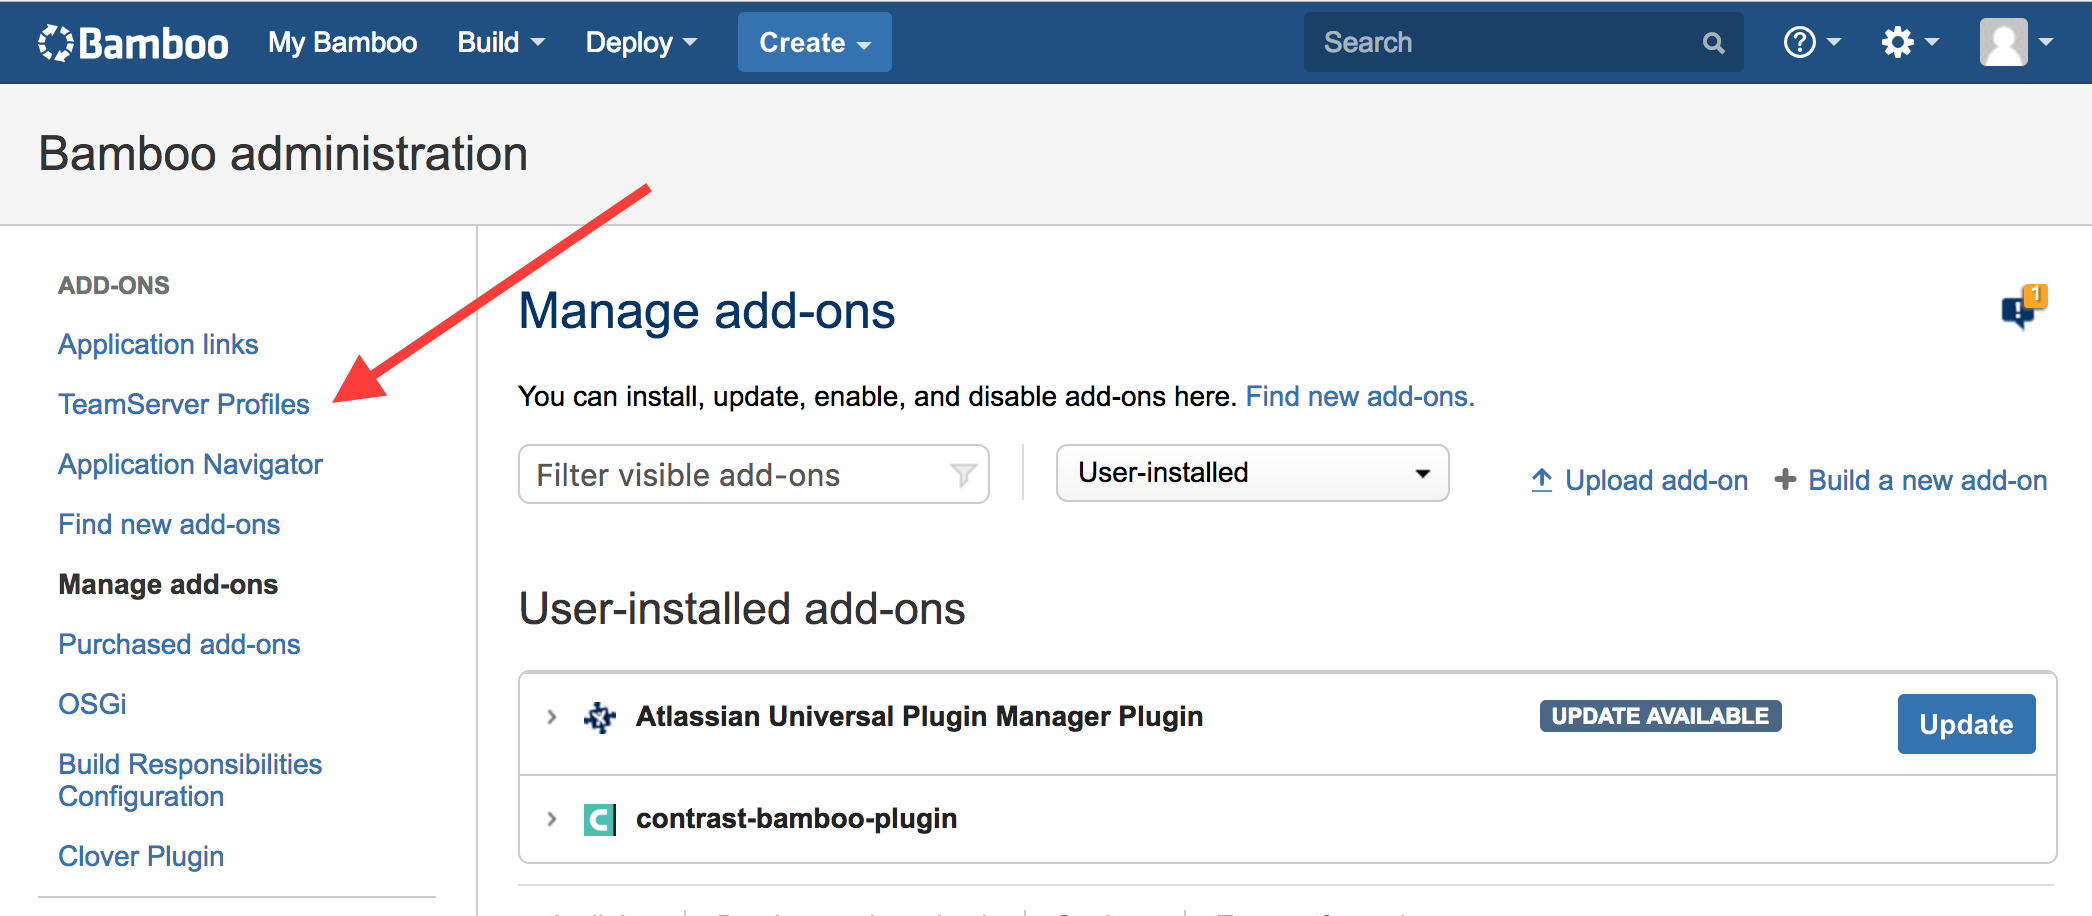 Bamboo My Bamboo Build Deploy Create Search
Bamboo administration
ADD-ONS
Application links
TeamServer Profiles
Application Navigator
Find new add-ons
Manage add-ons
Purchased add-ons
OSGi
Build Responsibilities
Configuration
Clover Plugin
Manage add-ons
1
You can install, update, enable, and disable add-ons here. Find new add-ons.
Filter visible add-ons User-installed Upload add-on Build a new add-on
User-installed add-ons
Atlassian Universal Plugin Manager Plugin UPDATE AVAILABLE Update
contrast-bamboo-plugin